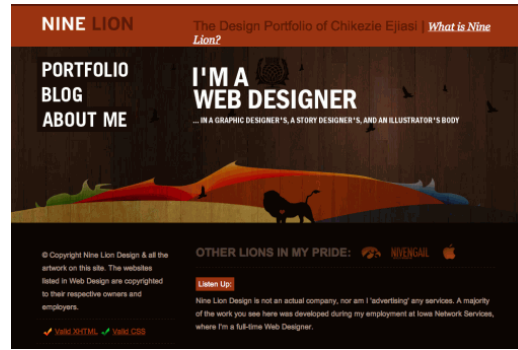 NINE LION
The Design Portfolio of Chikezie Ejiasi | What is Nine
Lion?
PORTFOLIO
BLOG
ABOUT ME
I'M A
WEB DESIGNER
... IN A GRAPHIC DESIGNER'S, A STORY DESIGNER'S, AND AN ILLUSTRATOR'S BODY
© Copyright Nine Lion Design & all the
artwork on this site. The websites
listed in Web Design are copyrighted
to their respective owners and
employers.
Valid XHTML Valid CSS
OTHER LIONS IN MY PRIDE: NIVENGAIL
Listen Up:
Nine Lion Design is not an actual company, nor am I 'advertising' any services. A majority
of the work you see here was developed during my employment at Iowa Network Services,
where I'm a full-time Web Designer.